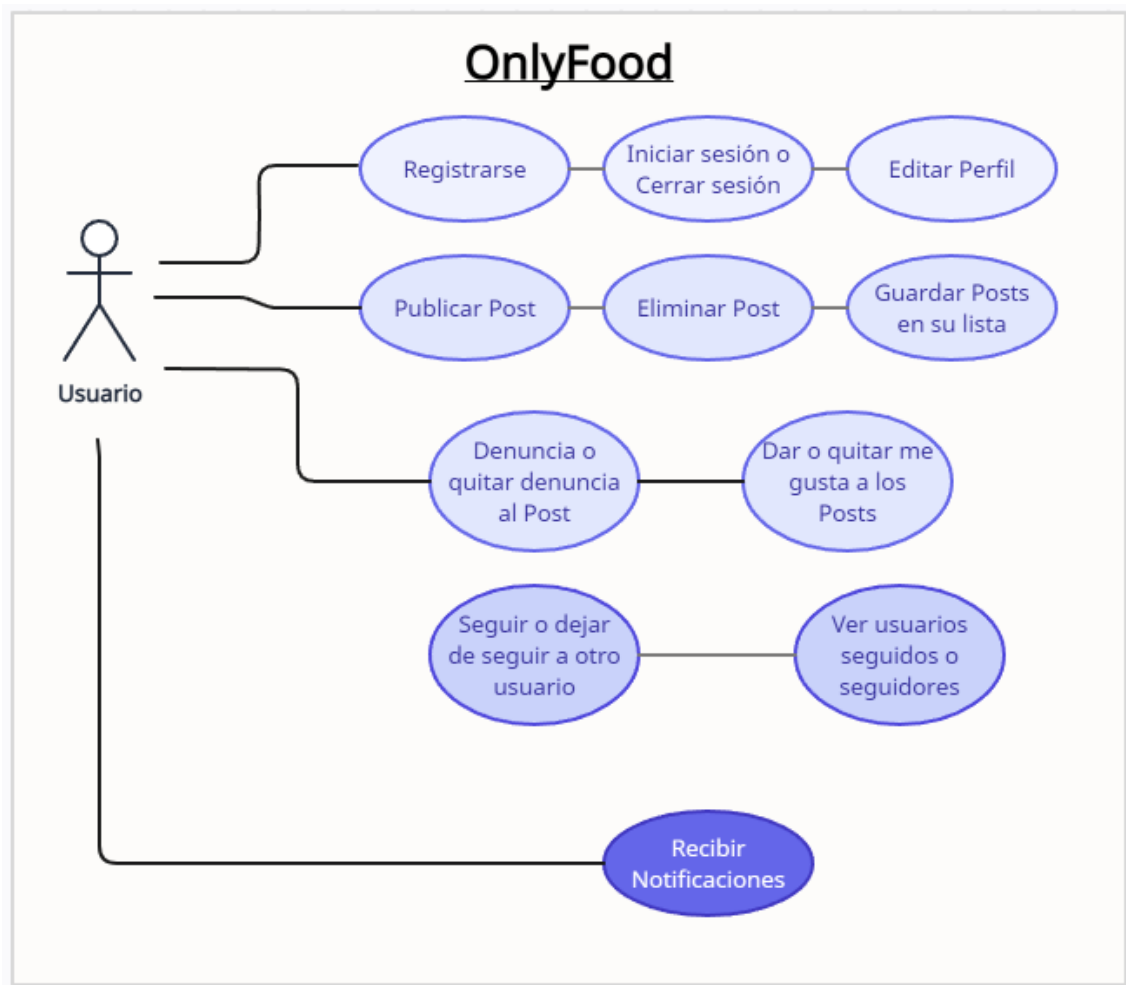 OnlyFood
Registrarse
Iniciar sesión o
Cerrar sesión
Editar Perfil
Publicar Post
Eliminar Post
Guardar Posts
en su lista
Usuario
Denuncia o
quitar denuncia
al Post
Dar o quitar me
gusta a los
Posts
Seguir o dejar
de seguir a otro
usuario
Ver usuarios
seguidos o
seguidores
Recibir
Notificaciones